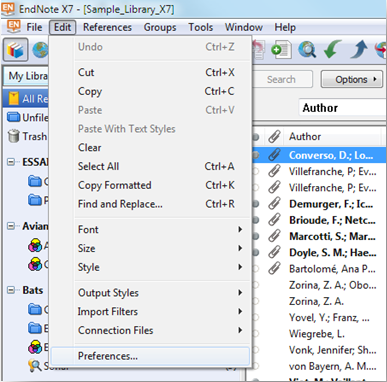 EndNote X7 - [Sample_Library_X7]
File Edit References Groups Tools Window Help
Undo Ctrl+Z
Cut Ctrl+X
Copy Ctrl+C
Paste Ctrl+V
Paste With Text Styles
Clear
Select All Ctrl+A
Copy Formatted Ctrl+K
Find and Replace... Ctrl+R
Font
Size
Style
Output Styles
Import Filters
Connection Files
Preferences...
My Libra
All Re
Unfile
Trash
ESSAI
Avian
Bats
Search Options
Author
Author
Converso, D.; Lo...
Villefranche, P; Ev...
Villefranche, P; Ev...
Demurger, F.; Ic...
Brioude, F.; Netc...
Marcotti, S.; Mar...
Doyle, S. M.; Hae...
Bartolomé, Ana P...
Zorina, Z. A.; Obo...
Zorina, Z. A.
Yovel, Y.; Franz, ...
Wiegrebe, L.
Vonk, Jennifer; Sh...
von Bayern, A. M....